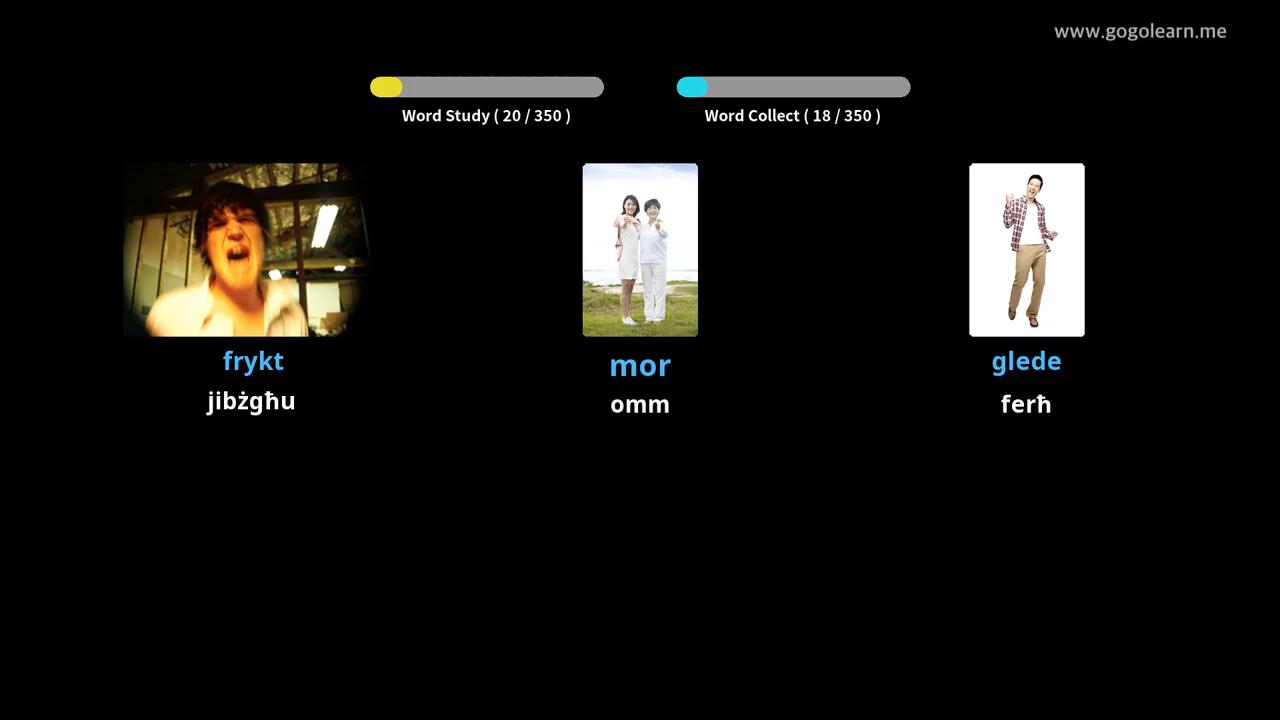 www.gogolearn.me
Word Study ( 20 / 350 )
Word Collect ( 18 / 350 )
frykt
mor
glede
jibżgħu
omm
ferħ